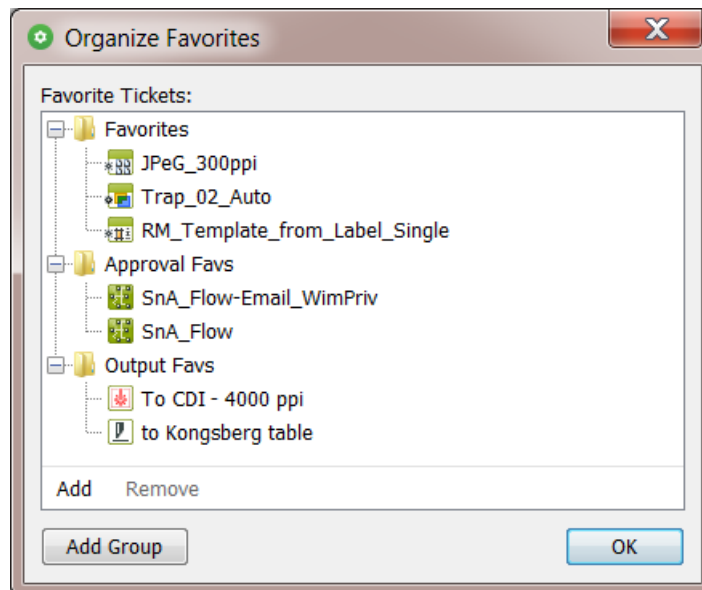 Organize Favorites
Favorite Tickets:
Favorites
JPeG_300ppi
Trap_02_Auto
RM_Template_from_Label_Single
Approval Favs
SnA_Flow-Email_WimPriv
SnA_Flow
Output Favs
To CDI - 4000 ppi
to Kongsberg table
Add Remove
Add Group OK